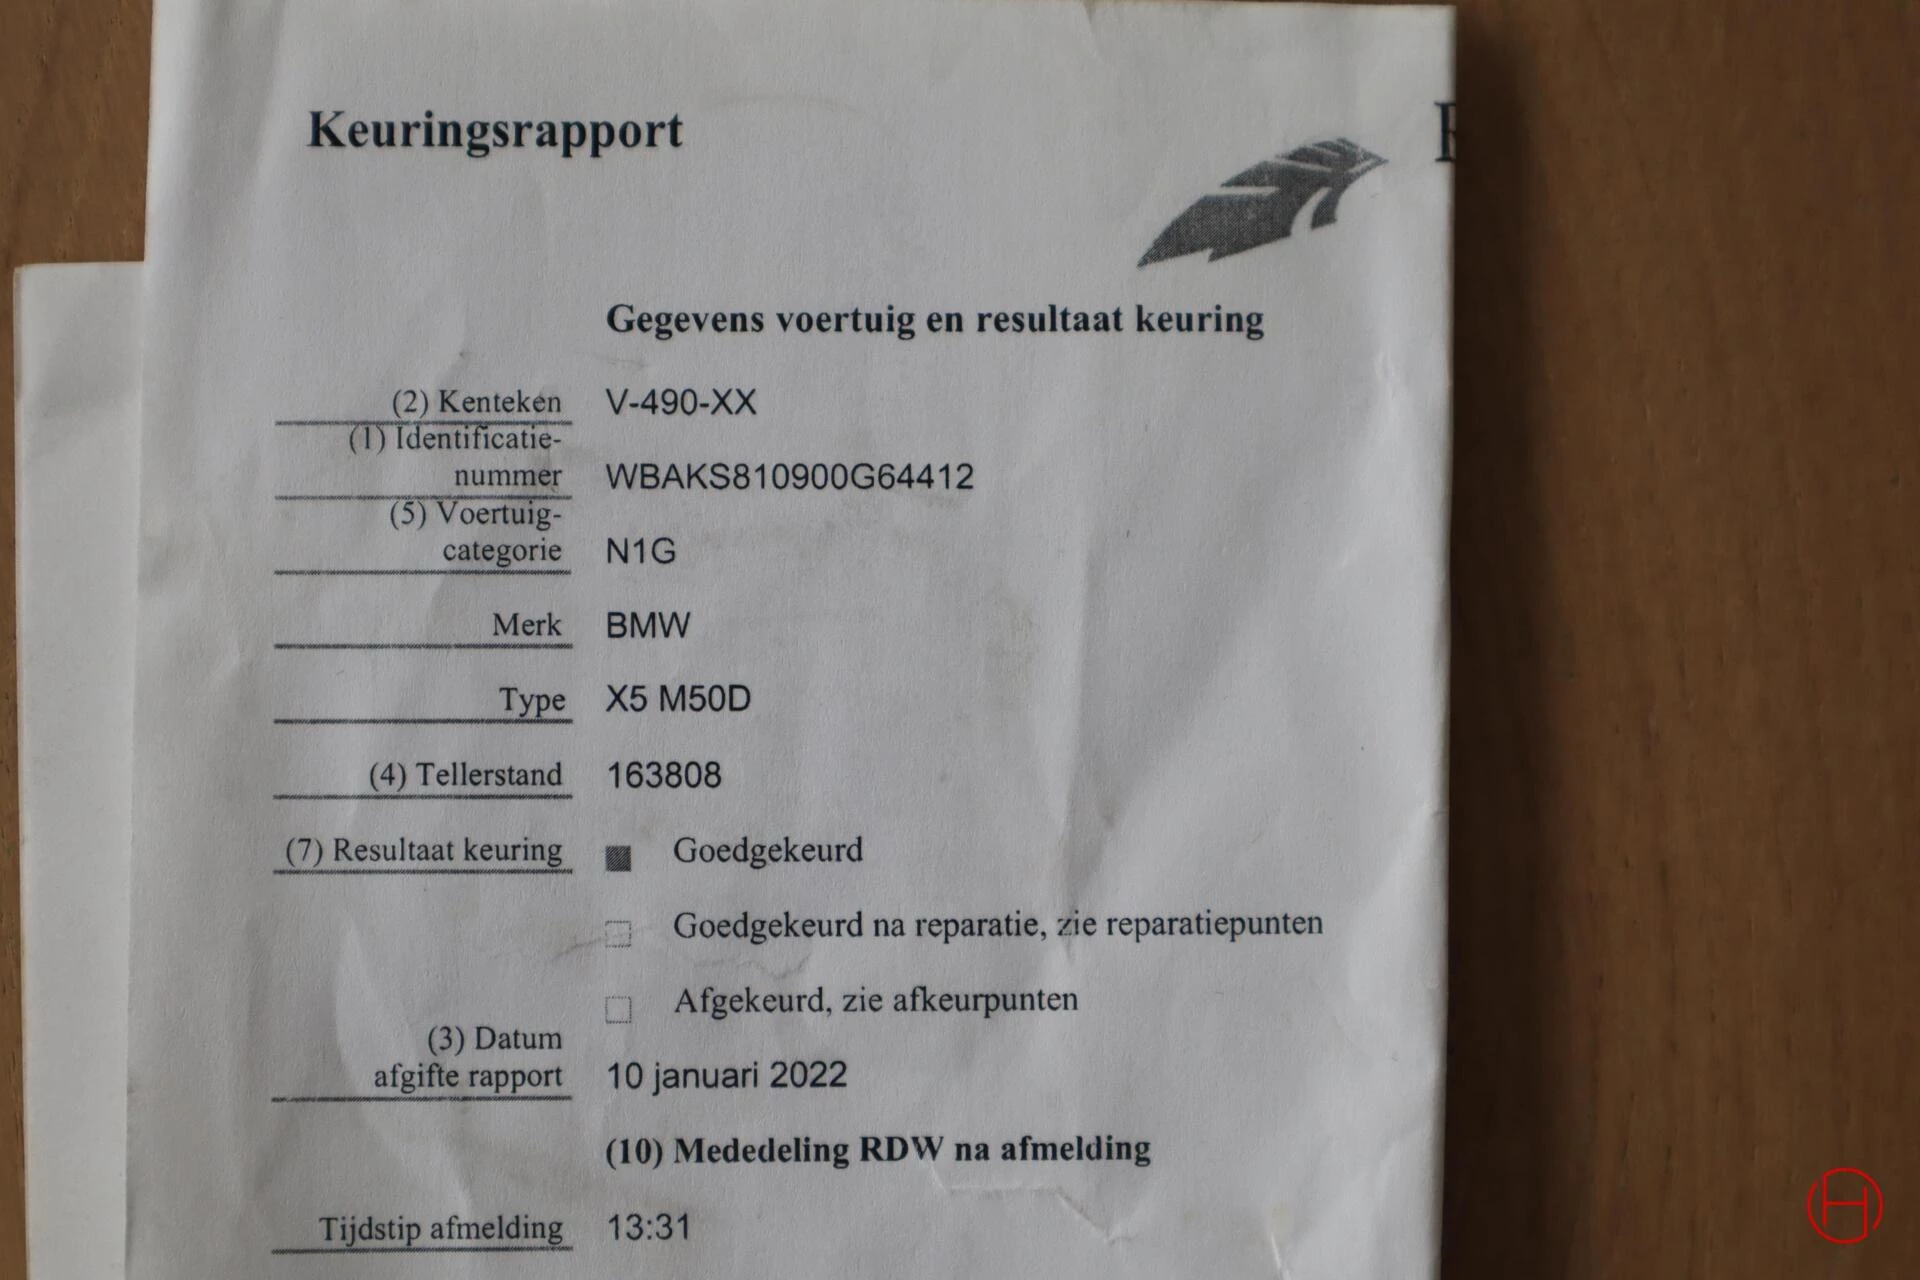 Keuringsrapport
Gegevens voertuig en resultaat keuring
(2) Kenteken V-490-XX
(1) Identificatie-
nummer WBAKS810900G64412
(5) Voertuig-
categorie N1G
Merk BMW
Type X5 M50D
(4) Tellerstand 163808
(7) Resultaat keuring Goedgekeurd
Goedgekeurd na reparatie, zie reparatiepunten
Afgekeurd, zie afkeurpunten
(3) Datum
afgifte rapport 10 januari 2022
(10) Mededeling RDW na afmelding
Tijdstip afmelding 13:31